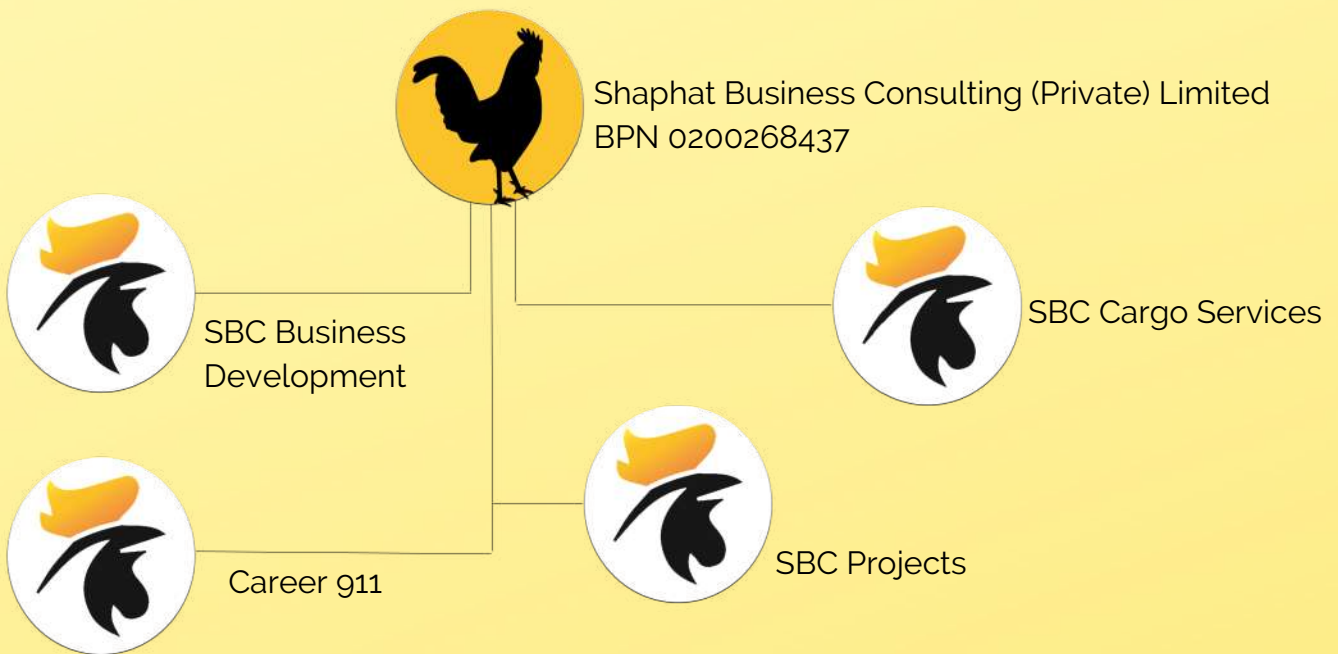 Shaphat Business Consulting (Private) Limited
BPN 0200268437
SBC Business
Development
SBC Cargo Services
Career 911
SBC Projects